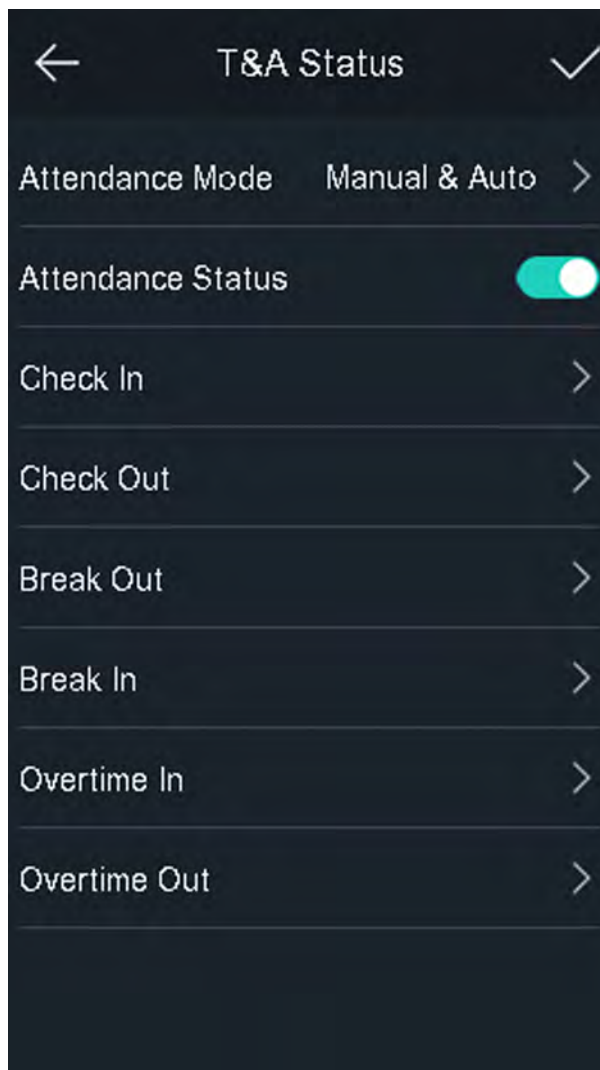 T&A Status
Attendance Mode Manual & Auto
Attendance Status
Check In
Check Out
Break Out
Break In
Overtime In
Overtime Out